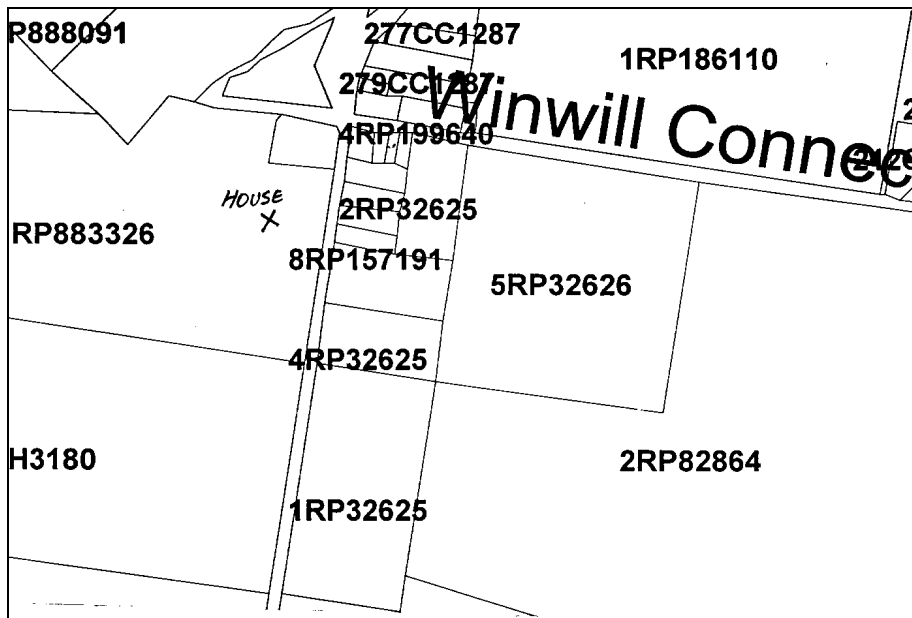 P888091
277CC1287
1RP186110
279CC1287
Winwill Connec
4RP199640
HOUSE
X
2RP32625
RP883326
8RP157191
5RP32626
4RP32625
H3180
2RP82864
1RP32625